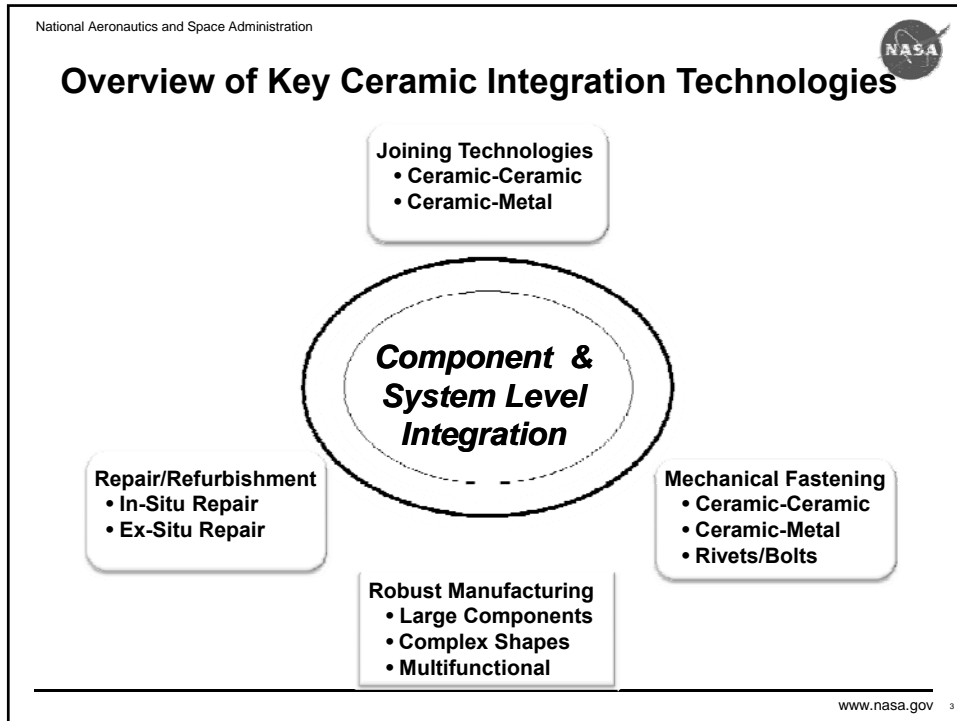 National Aeronautics and Space Administration
NASA
Overview of Key Ceramic Integration Technologies
Joining Technologies
• Ceramic-Ceramic
• Ceramic-Metal
Component &
System Level
Integration
Repair/Refurbishment
• In-Situ Repair
• Ex-Situ Repair
Mechanical Fastening
• Ceramic-Ceramic
• Ceramic-Metal
• Rivets/Bolts
Robust Manufacturing
• Large Components
• Complex Shapes
• Multifunctional
www.nasa.gov 3